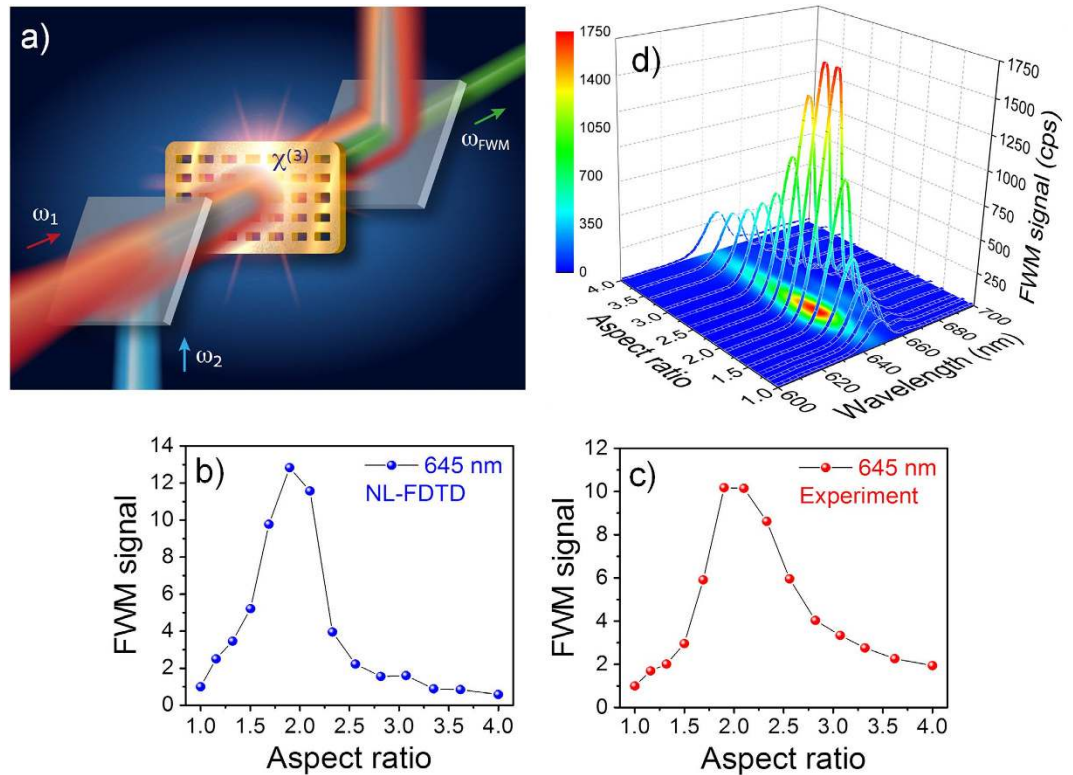 a)
χ(3)
ωFWM
ω1
ω2
d)
1750
1400
1050
700
350
0
1750
1500
1250
1000
750
500
250
FWM signal (cps)
4.0
3.5
3.0
2.5
2.0
1.5
1.0
Aspect ratio
600
620
640
660
680
700
Wavelength (nm)
b)
645 nm
NL-FDTD
14
12
10
8
6
4
2
0
FWM signal
1.0 1.5 2.0 2.5 3.0 3.5 4.0
Aspect ratio
c)
645 nm
Experiment
12
10
8
6
4
2
0
FWM signal
1.0 1.5 2.0 2.5 3.0 3.5 4.0
Aspect ratio